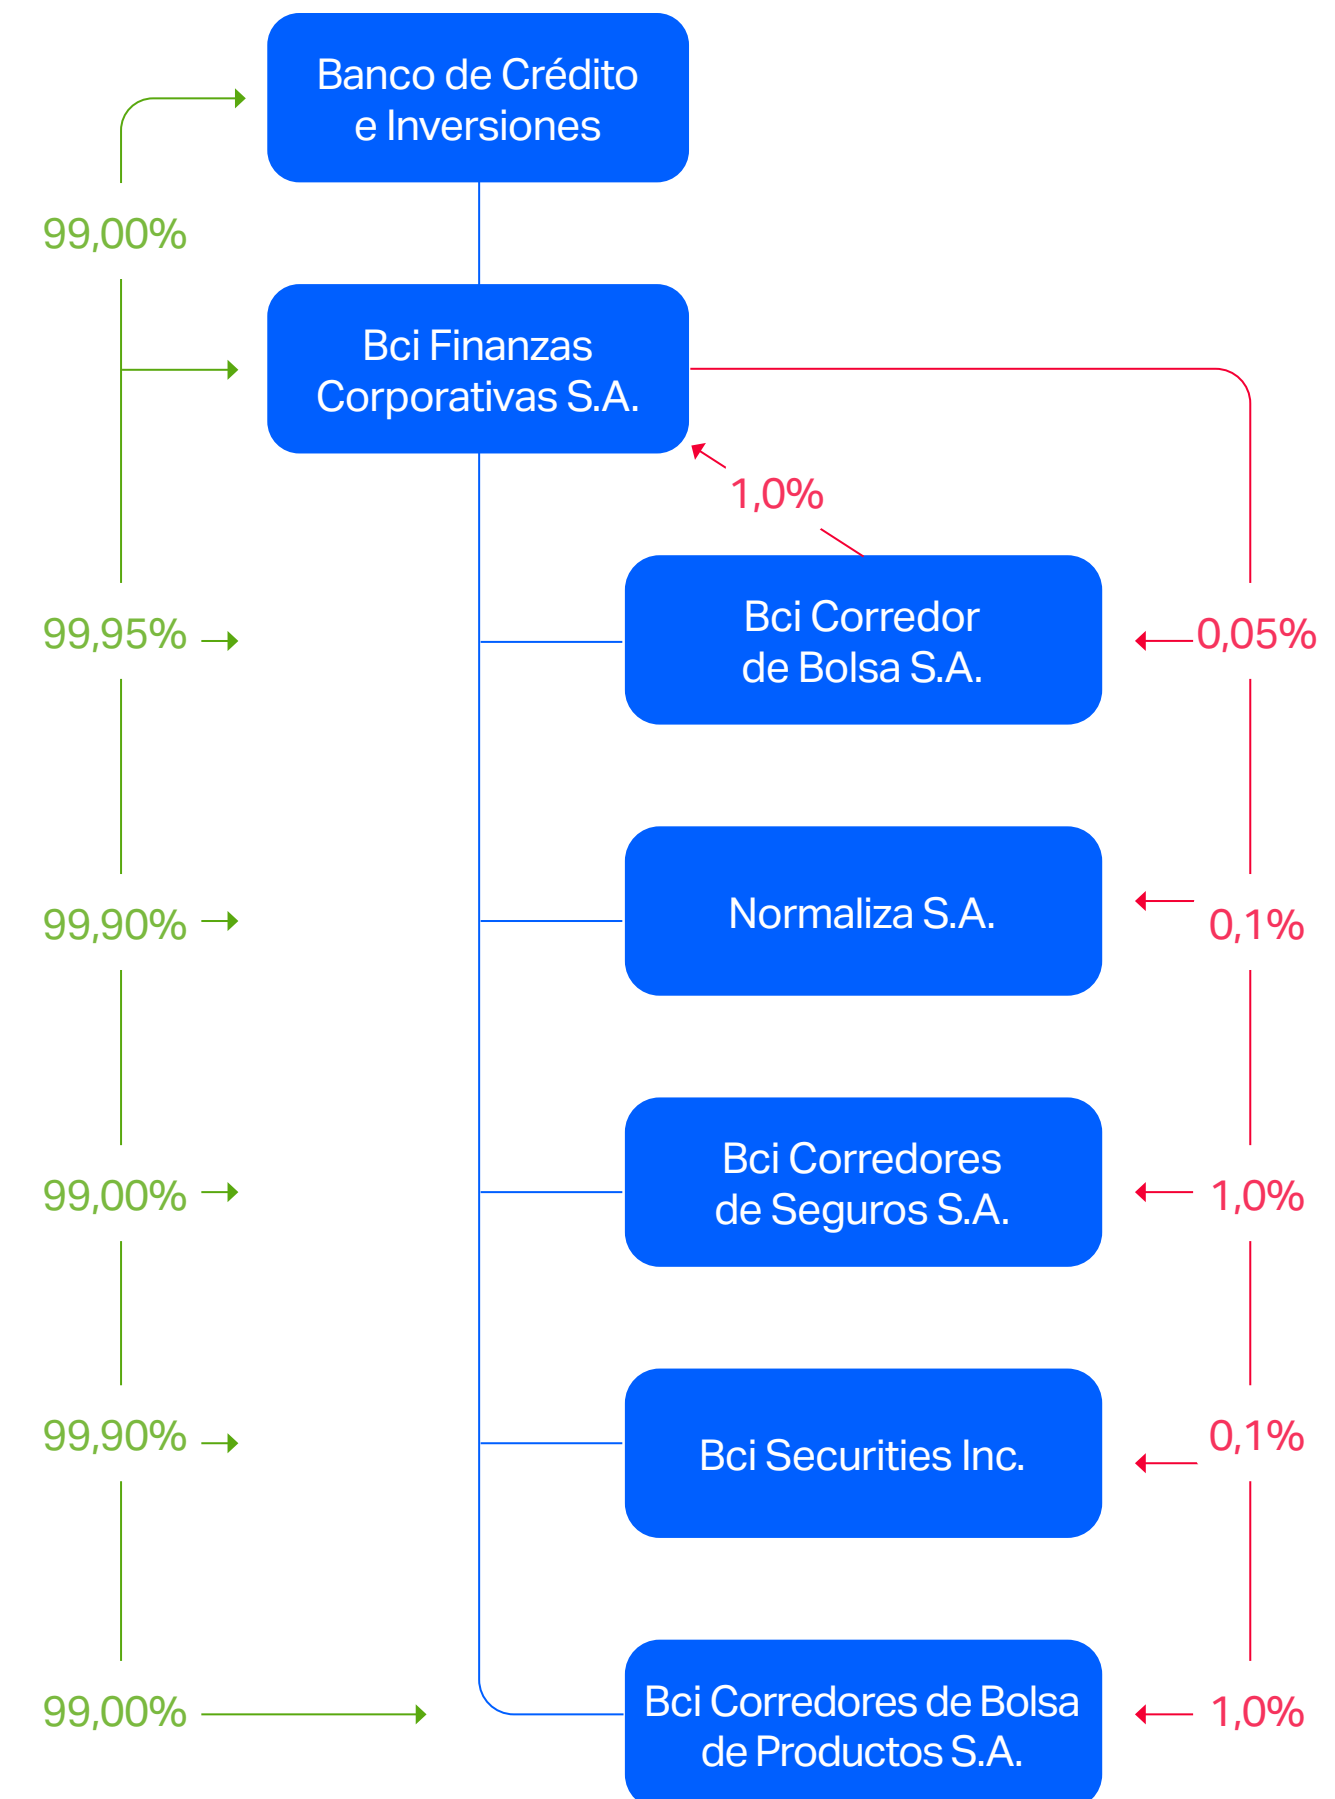 Banco de Crédito
e Inversiones
99,00%
Bci Finanzas
Corporativas S.A.
1,0%
99,95%
Bci Corredor
de Bolsa S.A.
0,05%
99,90%
Normaliza S.A.
0,1%
99,00%
Bci Corredores
de Seguros S.A.
1,0%
99,90%
Bci Securities Inc.
0,1%
99,00%
Bci Corredores de Bolsa
de Productos S.A.
1,0%